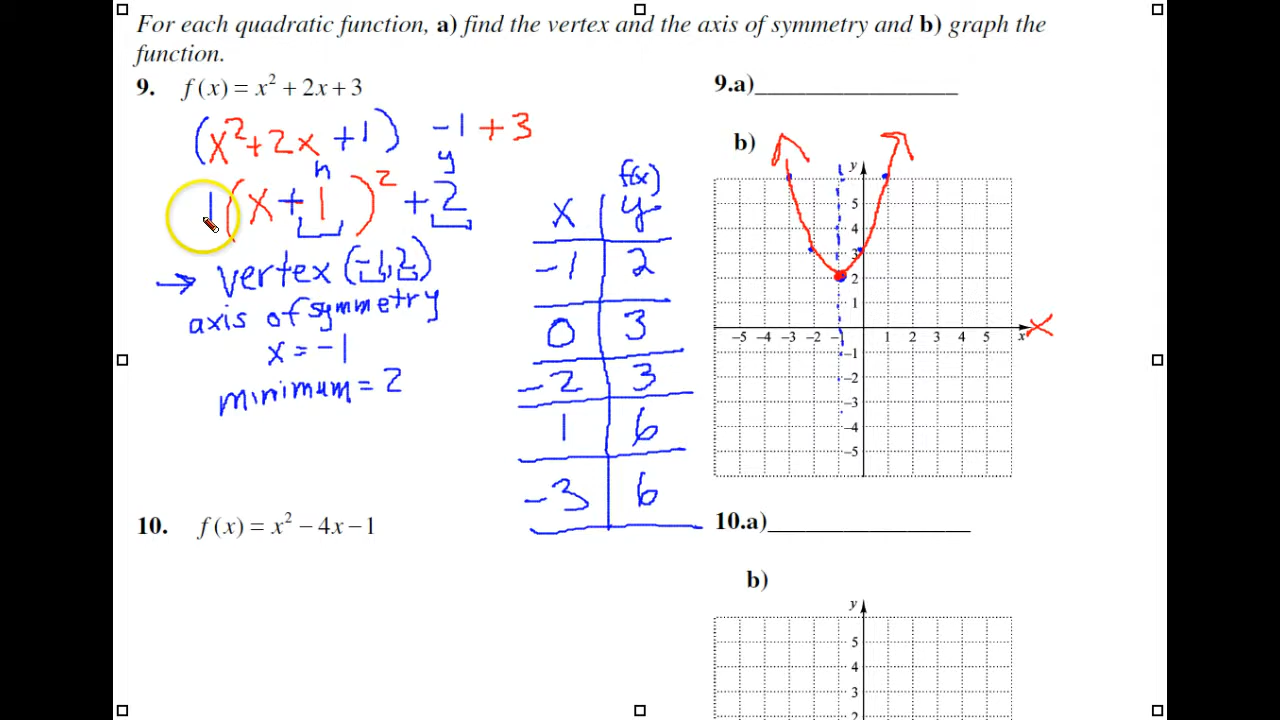 For each quadratic function, a) find the vertex and the axis of symmetry and b) graph the
function.
9. f(x) = x² + 2x + 3
9.a)____________________
(x²+2x +1) -1 +3
b)
h
y
1(x + 1)² + 2
→ vertex (-1, 2)
axis of symmetry
x = -1
minimum = 2
f(x)
x y
-1 2
0 3
-2 3
1 6
-3 6
y
5
4
3
2
1
-5 -4 -3 -2 -1 1 2 3 4 5 x X
-1
-2
-3
-4
-5
10. f(x) = x² − 4x − 1
10.a)____________________
b)
y
5
4
3
2